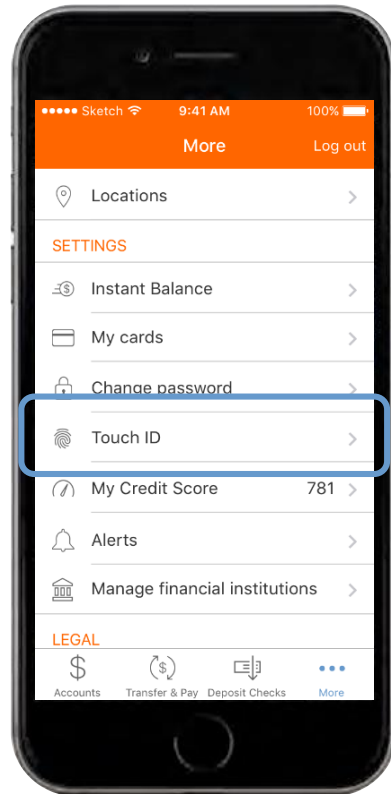 Sketch 9:41 AM 100%
More Log out
Locations
SETTINGS
Instant Balance
My cards
Change password
Touch ID
My Credit Score 781
Alerts
Manage financial institutions
LEGAL
Accounts Transfer & Pay Deposit Checks More